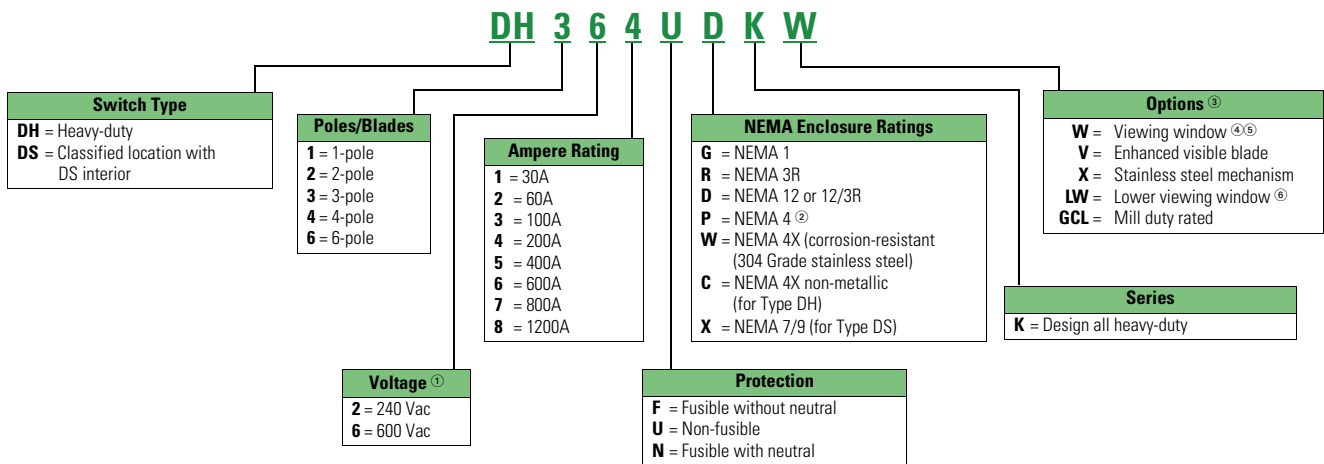 DH 3 6 4 U D K W
Switch Type
DH = Heavy-duty
DS = Classified location with
DS interior
Poles/Blades
1 = 1-pole
2 = 2-pole
3 = 3-pole
4 = 4-pole
6 = 6-pole
Voltage ①
2 = 240 Vac
6 = 600 Vac
Ampere Rating
1 = 30A
2 = 60A
3 = 100A
4 = 200A
5 = 400A
6 = 600A
7 = 800A
8 = 1200A
Protection
F = Fusible without neutral
U = Non-fusible
N = Fusible with neutral
NEMA Enclosure Ratings
G = NEMA 1
R = NEMA 3R
D = NEMA 12 or 12/3R
P = NEMA 4 ②
W = NEMA 4X (corrosion-resistant
(304 Grade stainless steel)
C = NEMA 4X non-metallic
(for Type DH)
X = NEMA 7/9 (for Type DS)
Series
K = Design all heavy-duty
Options ③
W = Viewing window ④⑤
V = Enhanced visible blade
X = Stainless steel mechanism
LW = Lower viewing window ⑥
GCL = Mill duty rated